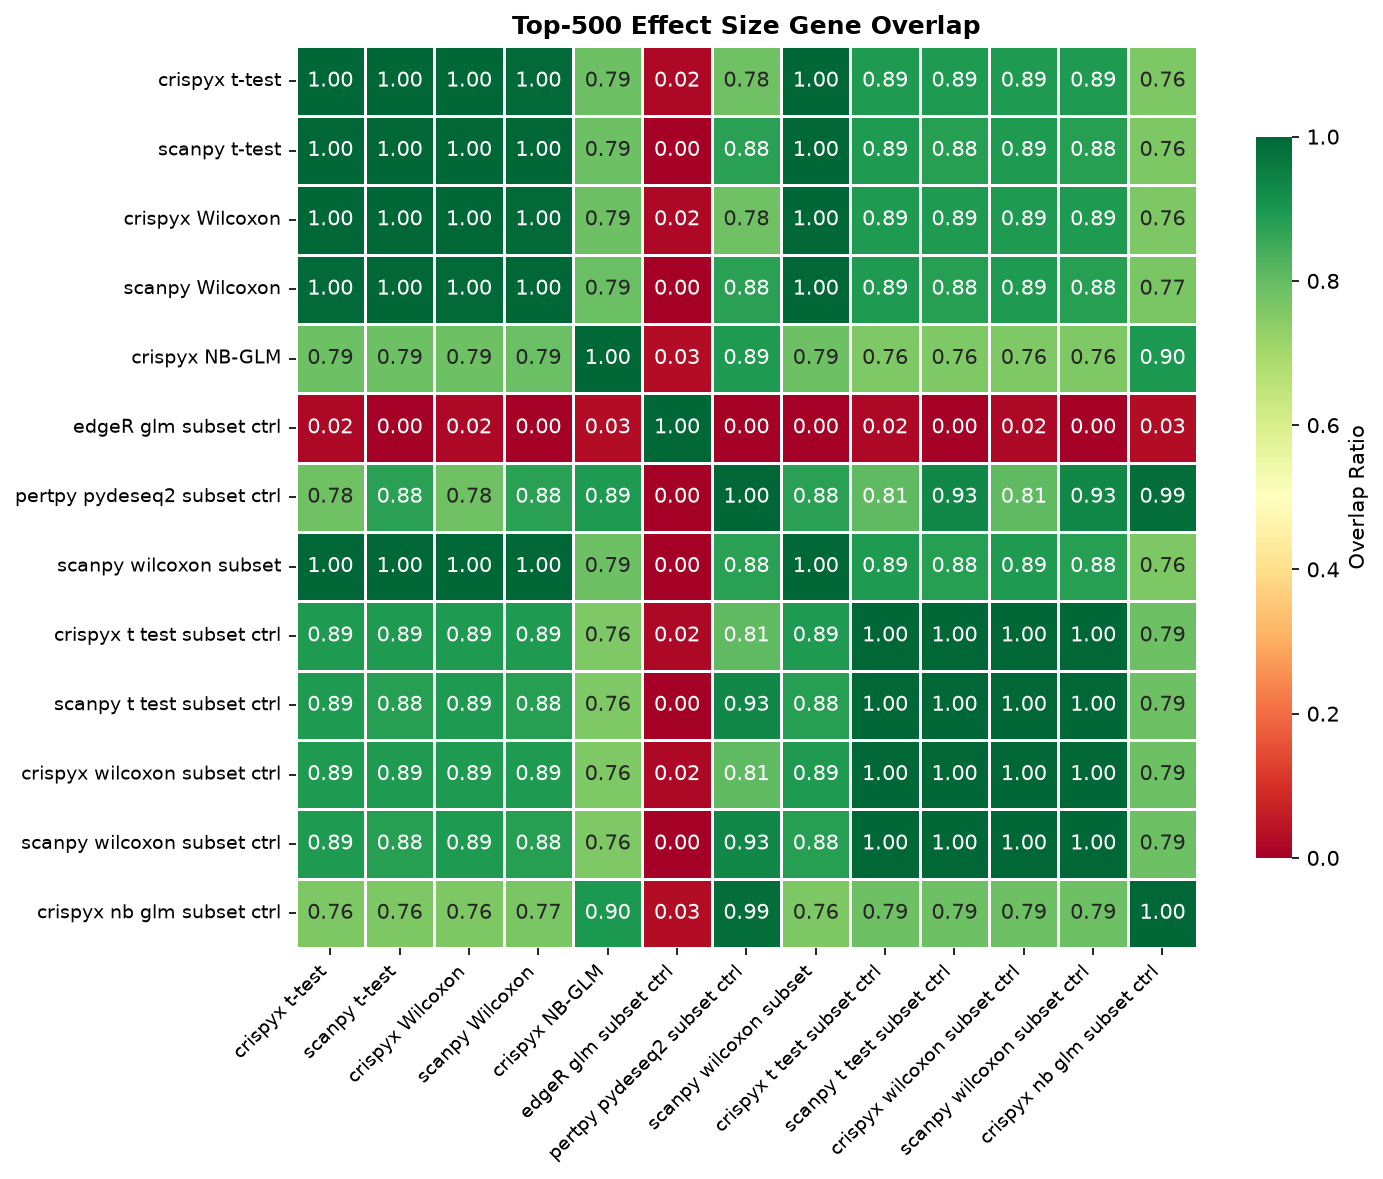 Top-500 Effect Size Gene Overlap
crispyx t-test 1.00 1.00 1.00 1.00 0.79 0.02 0.78 1.00 0.89 0.89 0.89 0.89 0.76
scanpy t-test 1.00 1.00 1.00 1.00 0.79 0.00 0.88 1.00 0.89 0.88 0.89 0.88 0.76
crispyx Wilcoxon 1.00 1.00 1.00 1.00 0.79 0.02 0.78 1.00 0.89 0.89 0.89 0.89 0.76
scanpy Wilcoxon 1.00 1.00 1.00 1.00 0.79 0.00 0.88 1.00 0.89 0.88 0.89 0.88 0.77
crispyx NB-GLM 0.79 0.79 0.79 0.79 1.00 0.03 0.89 0.79 0.76 0.76 0.76 0.76 0.90
edgeR glm subset ctrl 0.02 0.00 0.02 0.00 0.03 1.00 0.00 0.00 0.02 0.00 0.02 0.00 0.03
pertpy pydeseq2 subset ctrl 0.78 0.88 0.78 0.88 0.89 0.00 1.00 0.88 0.81 0.93 0.81 0.93 0.99
scanpy wilcoxon subset 1.00 1.00 1.00 1.00 0.79 0.00 0.88 1.00 0.89 0.88 0.89 0.88 0.76
crispyx t test subset ctrl 0.89 0.89 0.89 0.89 0.76 0.02 0.81 0.89 1.00 1.00 1.00 1.00 0.79
scanpy t test subset ctrl 0.89 0.88 0.89 0.88 0.76 0.00 0.93 0.88 1.00 1.00 1.00 1.00 0.79
crispyx wilcoxon subset ctrl 0.89 0.89 0.89 0.89 0.76 0.02 0.81 0.89 1.00 1.00 1.00 1.00 0.79
scanpy wilcoxon subset ctrl 0.89 0.88 0.89 0.88 0.76 0.00 0.93 0.88 1.00 1.00 1.00 1.00 0.79
crispyx nb glm subset ctrl 0.76 0.76 0.76 0.77 0.90 0.03 0.99 0.76 0.79 0.79 0.79 0.79 1.00
crispyx t-test
scanpy t-test
crispyx Wilcoxon
scanpy Wilcoxon
crispyx NB-GLM
edgeR glm subset ctrl
pertpy pydeseq2 subset ctrl
scanpy wilcoxon subset
crispyx t test subset ctrl
scanpy t test subset ctrl
crispyx wilcoxon subset ctrl
scanpy wilcoxon subset ctrl
crispyx nb glm subset ctrl
1.0
0.8
0.6
0.4
0.2
0.0
Overlap Ratio